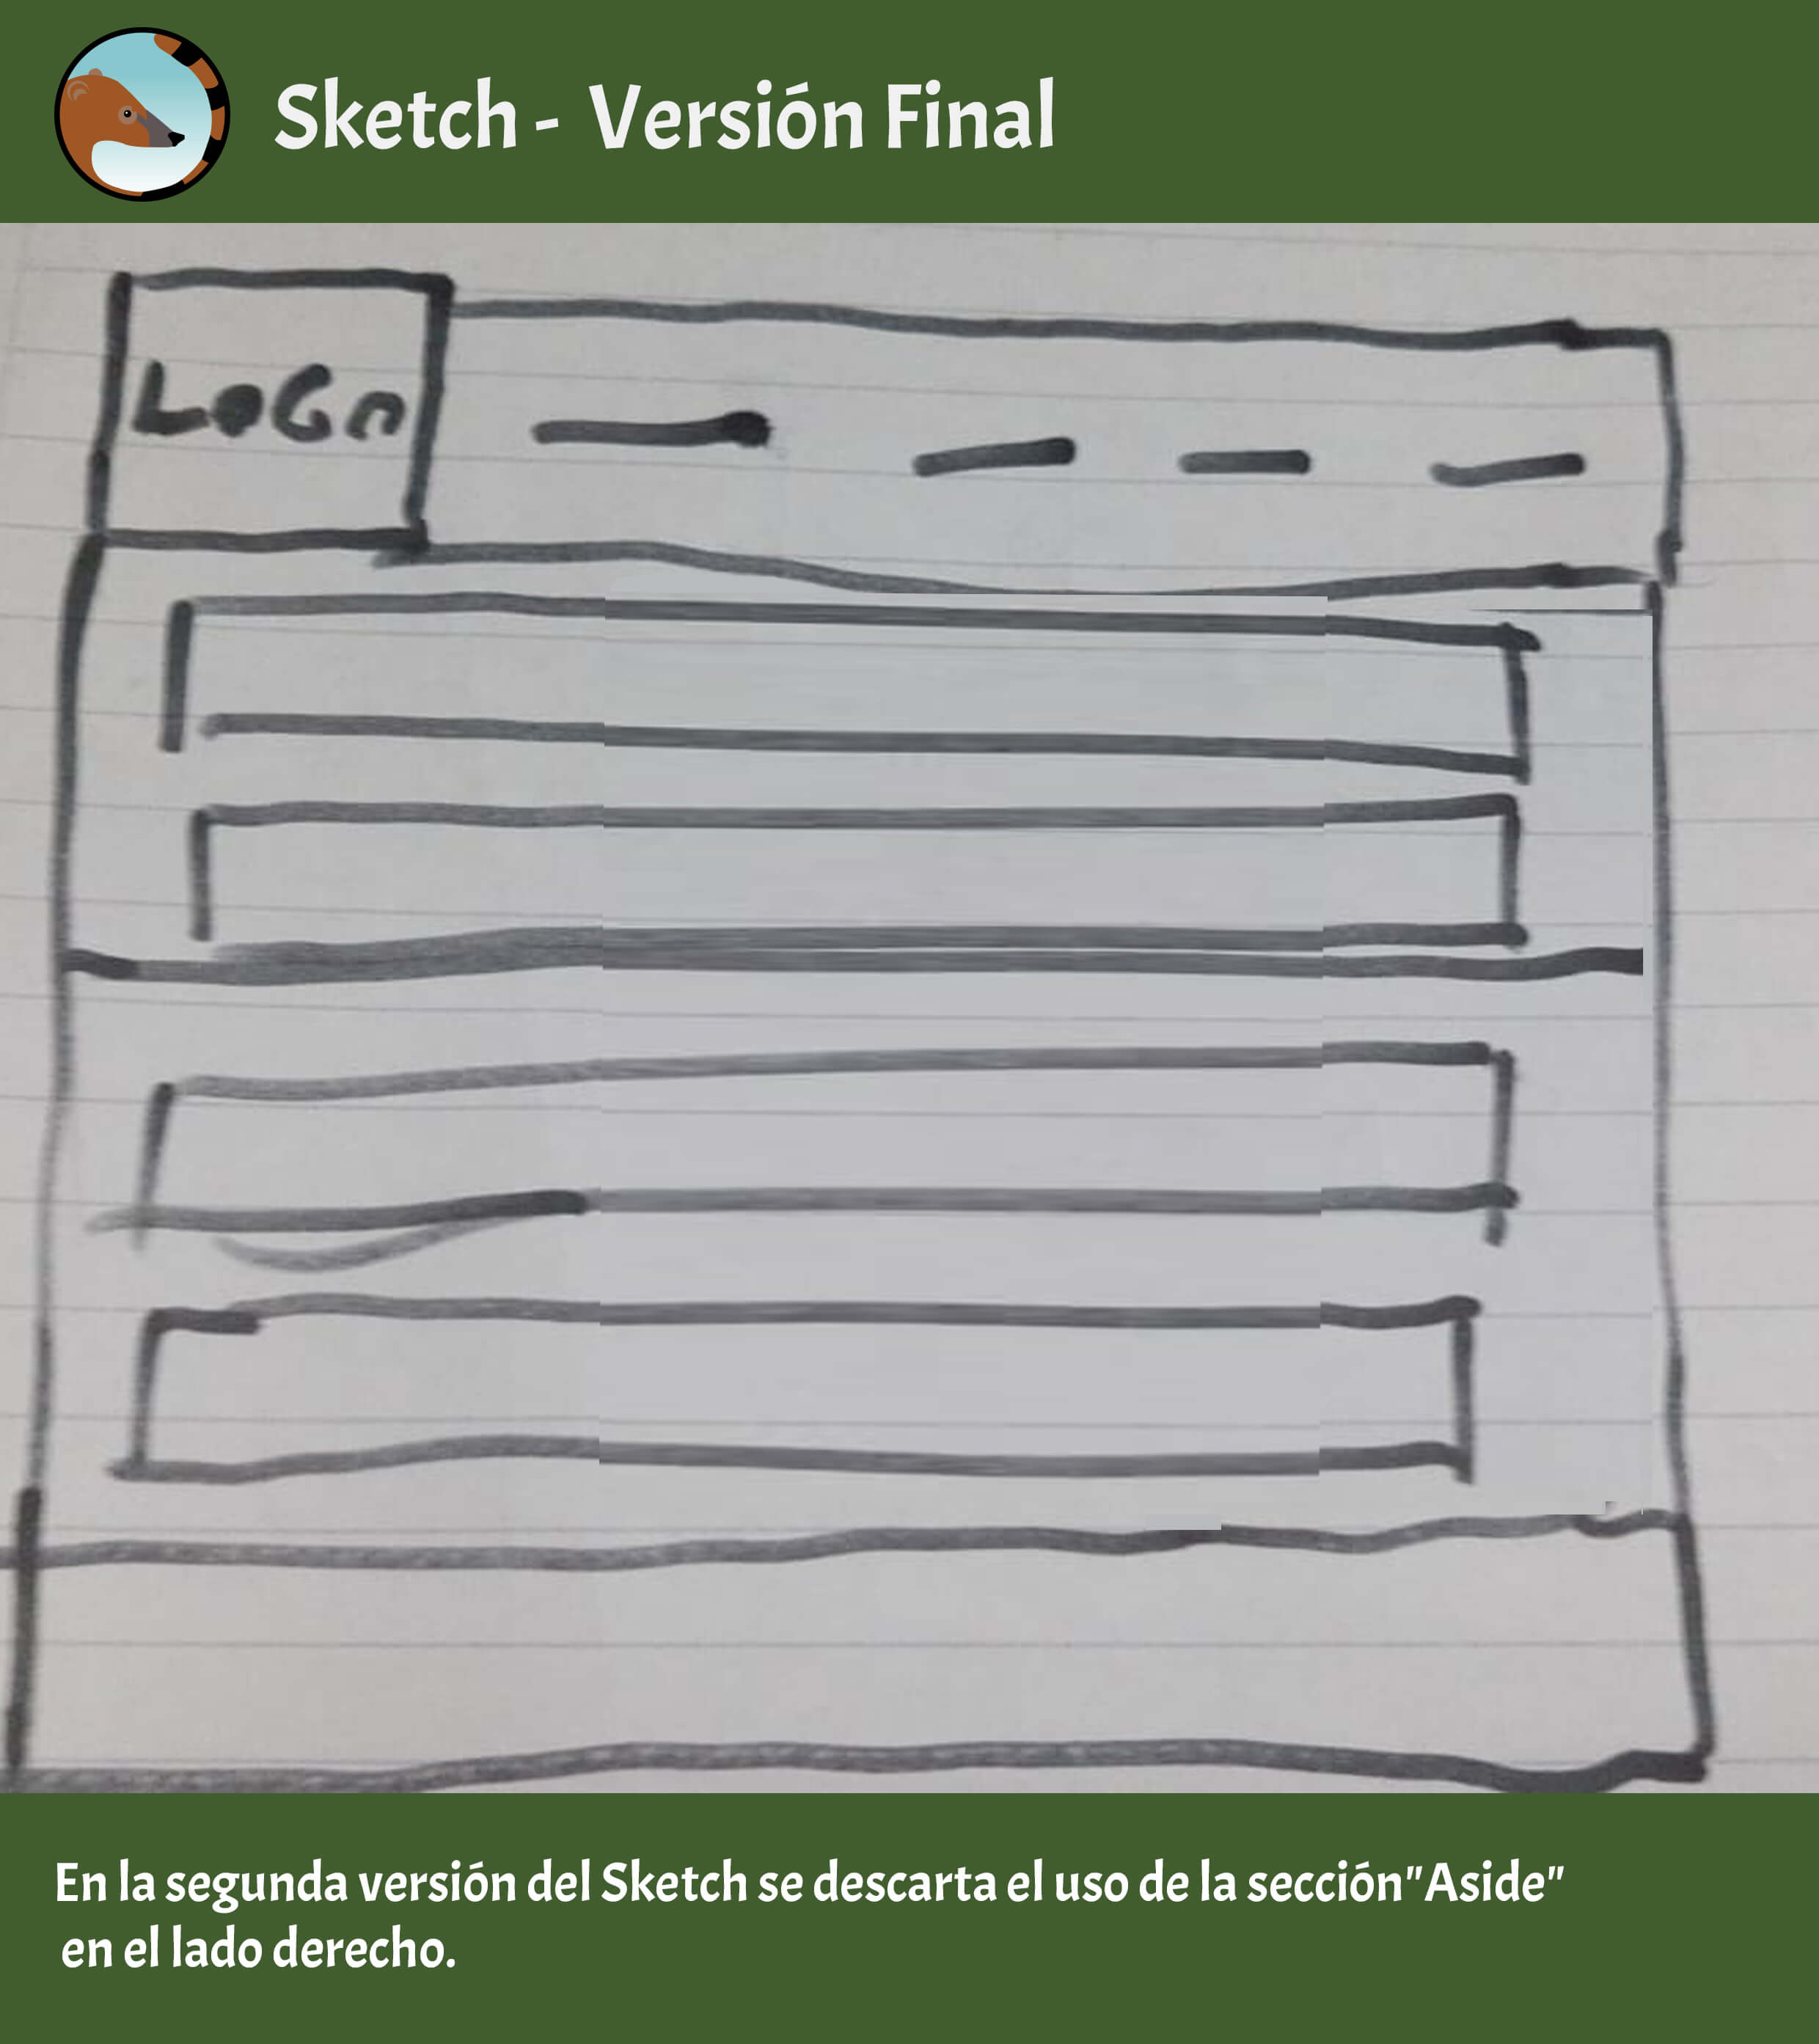 Sketch - Versión Final
LOGO
En la segunda versión del Sketch se descarta el uso de la sección"Aside"
en el lado derecho.